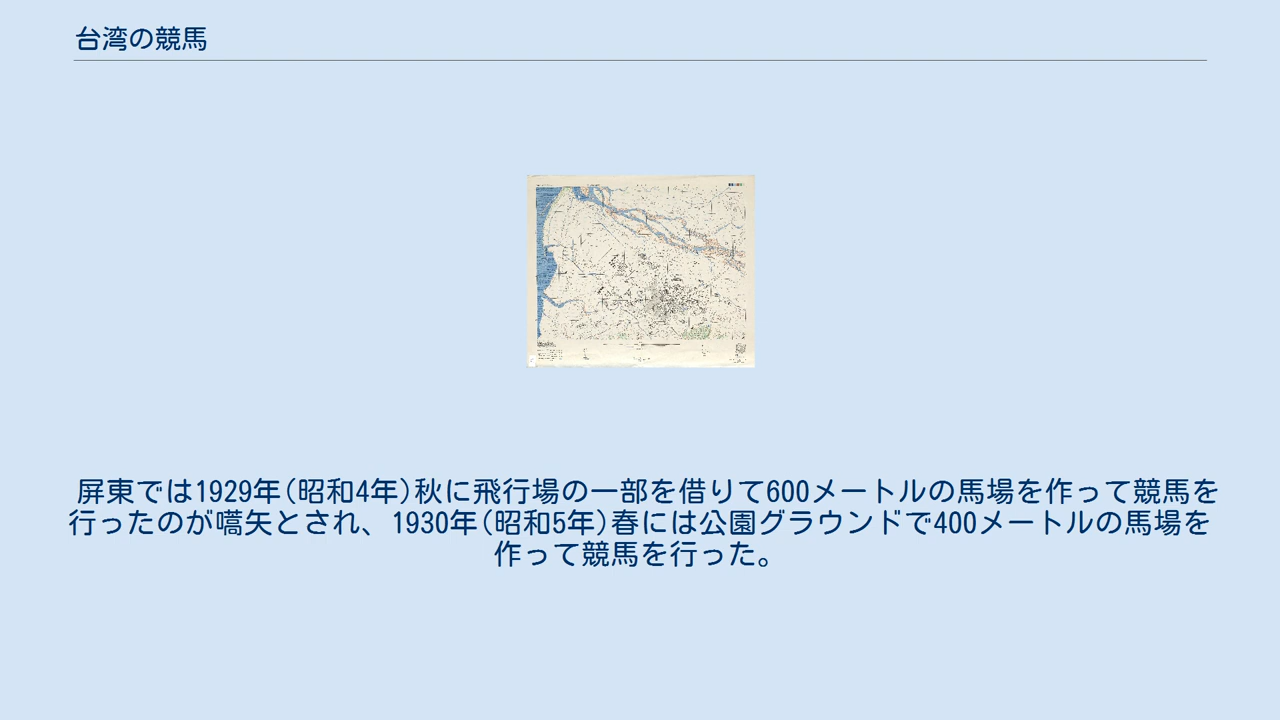 台湾の競馬
屏東では1929年(昭和4年)秋に飛行場の一部を借りて600メートルの馬場を作って競馬を
行ったのが嚆矢とされ、1930年(昭和5年)春には公園グラウンドで400メートルの馬場を
作って競馬を行った。